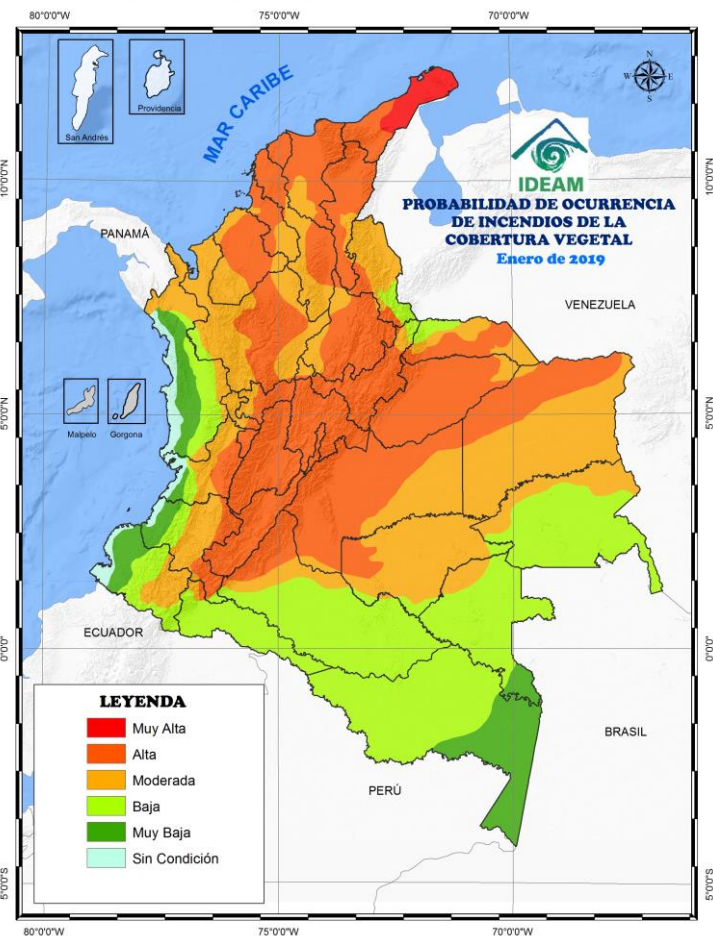 80°0'0"W
75°0'0"W
70°0'0"W
San Andrés
Providencia
MAR CARIBE
N
W
E
S
IDEAM
PROBABILIDAD DE OCURRENCIA
DE INCENDIOS DE LA
COBERTURA VEGETAL
Enero de 2019
10°0'0"N
10°0'0"N
PANAMÁ
VENEZUELA
Malpelo
Gorgona
5°0'0"N
5°0'0"N
ECUADOR
0°0'0"
0°0'0"
BRASIL
PERÚ
LEYENDA
Muy Alta
Alta
Moderada
Baja
Muy Baja
Sin Condición
5°0'0"S
5°0'0"S
80°0'0"W
75°0'0"W
70°0'0"W